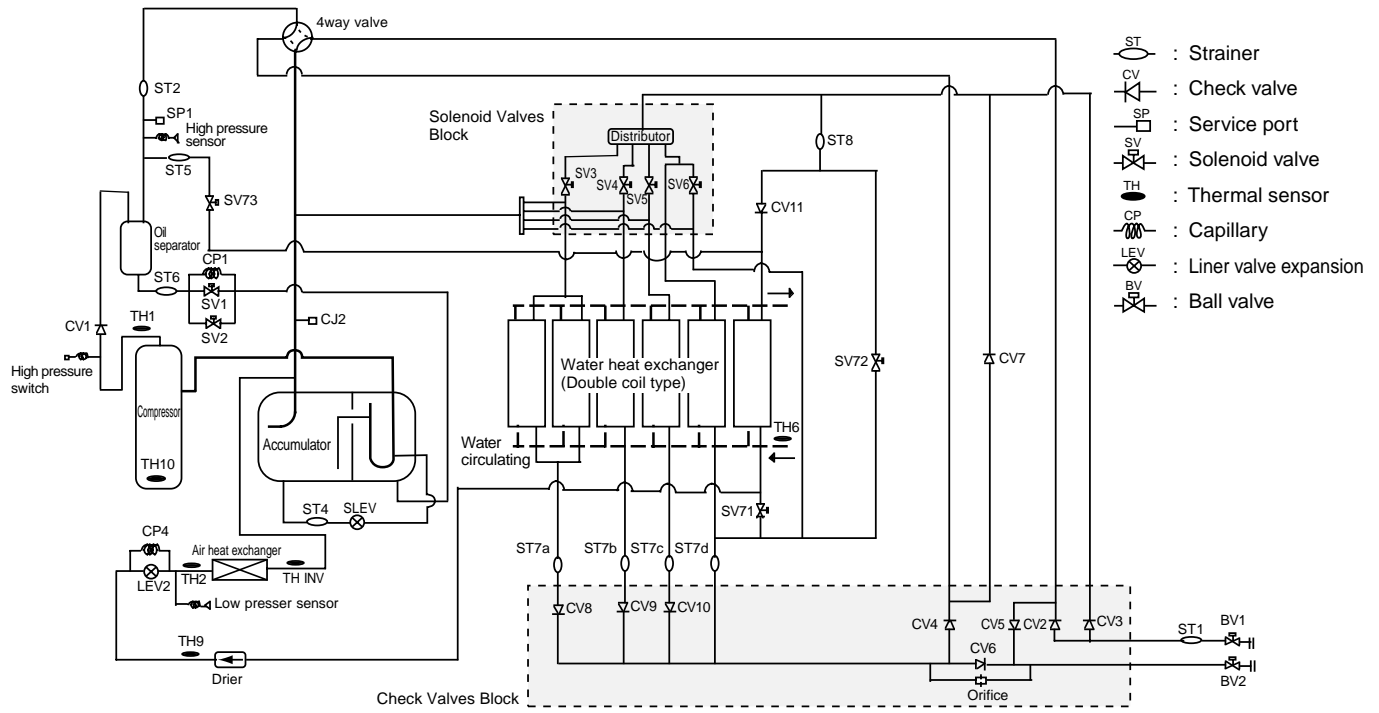 4way valve
ST2
SP1
High pressure
sensor
ST5
SV73
Oil
separator
CP1
ST6
SV1
SV2
CV1
TH1
High pressure
switch
Compressor
TH10
CJ2
Accumulator
ST4
SLEV
CP4
Air heat exchanger
LEV2
TH2
TH INV
Low presser sensor
TH9
Drier
Solenoid Valves
Block
Distributor
SV3
SV4
SV5
SV6
ST8
CV11
Water heat exchanger
(Double coil type)
SV72
CV7
TH6
Water
circulating
SV71
ST7a
ST7b
ST7c
ST7d
CV8
CV9
CV10
CV4
CV5
CV2
CV3
CV6
Orifice
ST1
BV1
BV2
Check Valves Block
ST : Strainer
CV : Check valve
SP : Service port
SV : Solenoid valve
TH : Thermal sensor
CP : Capillary
LEV : Liner valve expansion
BV : Ball valve